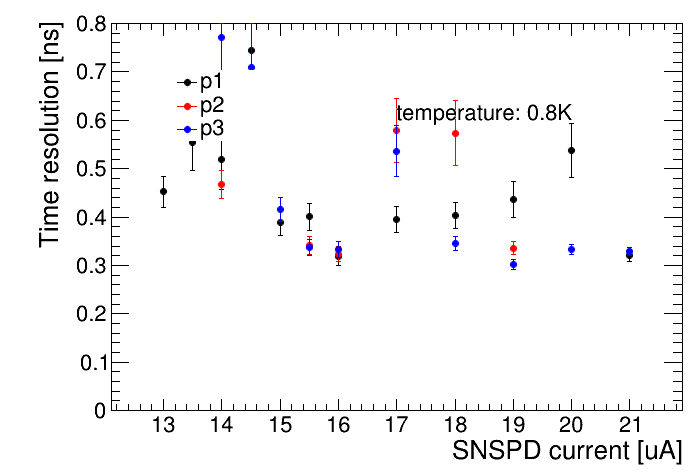 Time resolution [ns]
0.8
0.7
0.6
0.5
0.4
0.3
0.2
0.1
0
p1
p2
p3
temperature: 0.8K
13 14 15 16 17 18 19 20 21
SNSPD current [uA]